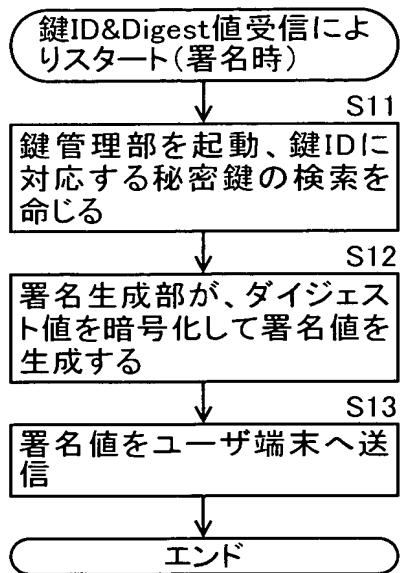 鍵ID&Digest値受信によ
りスタート(署名時)
S11
鍵管理部を起動、鍵IDに
対応する秘密鍵の検索を
命じる
S12
署名生成部が、ダイジェス
ト値を暗号化して署名値を
生成する
S13
署名値をユーザ端末へ送
信
エンド